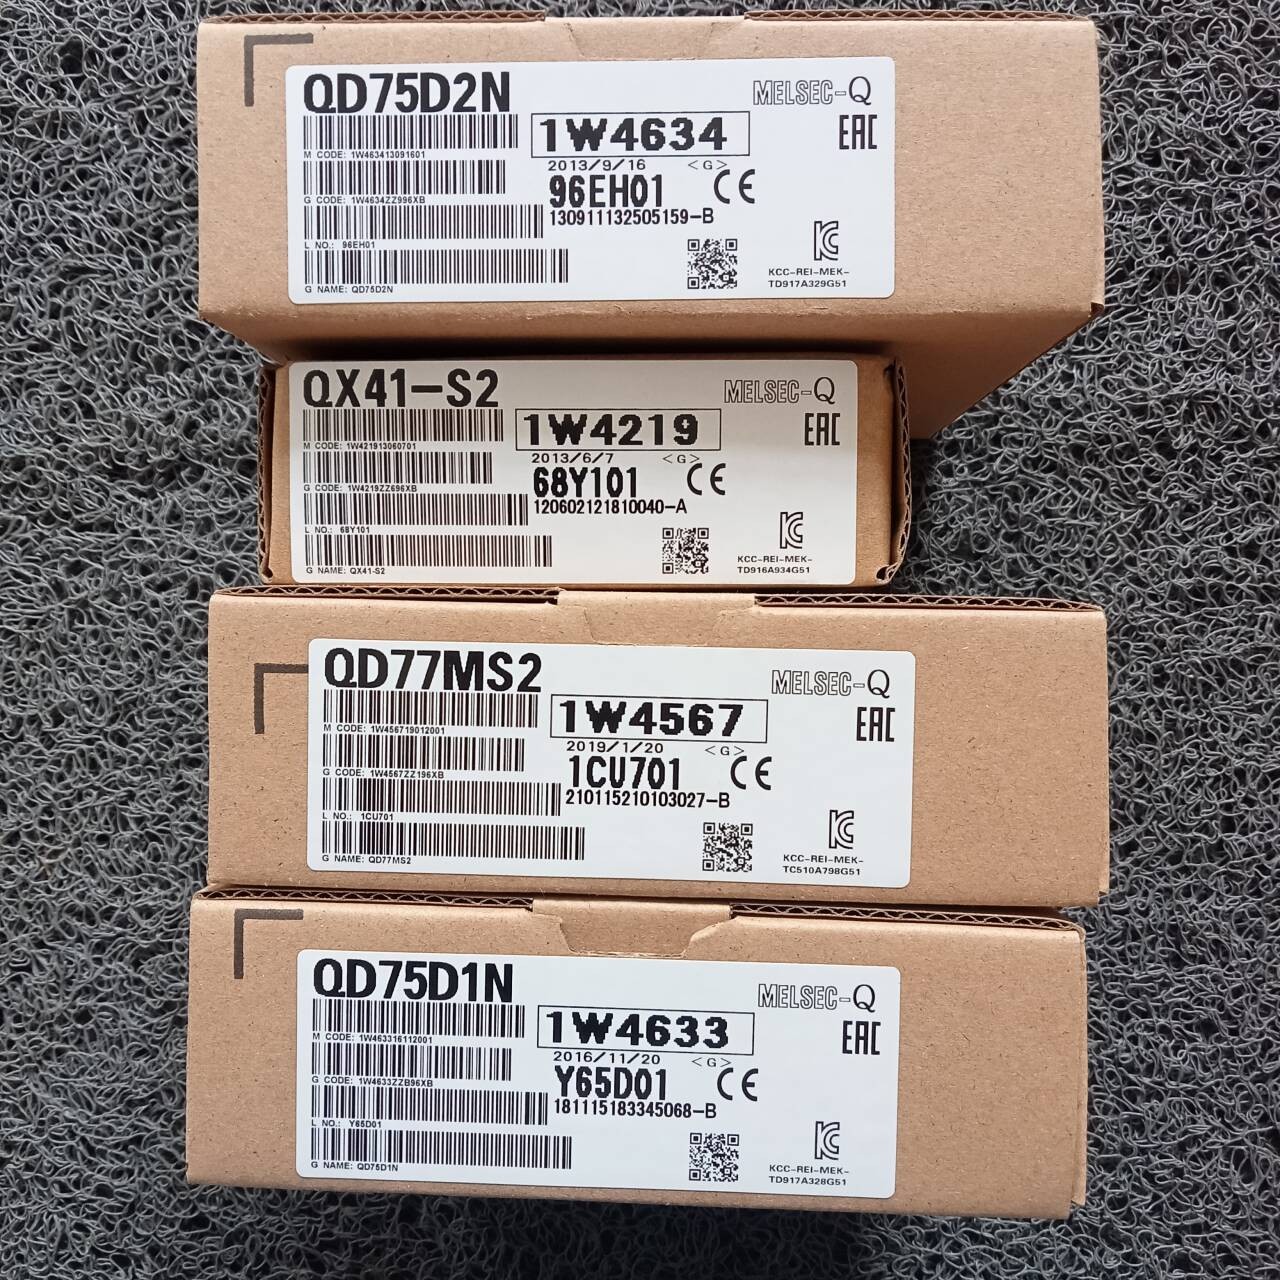 QD75D2N
MELSEC-Q
1W4634
EAC
M CODE: 1W463413091601
2013/9/16 <G>
96EH01 CE
G CODE: 1W4634ZZ996XB
130911132505159-B
L NO.: 96EH01
KCC-REI-MEK-
TD917A329G51
G NAME: QD75D2N
QX41-S2
MELSEC-Q
1W4219
EAC
M CODE: 1W421913060701
2013/6/7 <G>
68Y101 CE
G CODE: 1W4219ZZ696XB
120602121810040-A
L NO.: 68Y101
KCC-REI-MEK-
TD916A934G51
G NAME: QX41-S2
QD77MS2
MELSEC-Q
1W4567
EAC
M CODE: 1W456719012001
2019/1/20 <G>
1CU701 CE
G CODE: 1W4567ZZ196XB
210115210103027-B
L NO.: 1CU701
KCC-REI-MEK-
TC510A798G51
G NAME: QD77MS2
QD75D1N
MELSEC-Q
1W4633
EAC
M CODE: 1W463316112001
2016/11/20 <G>
Y65D01 CE
G CODE: 1W4633ZZB96XB
181115183345068-B
L NO.: Y65D01
KCC-REI-MEK-
TD917A328G51
G NAME: QD75D1N